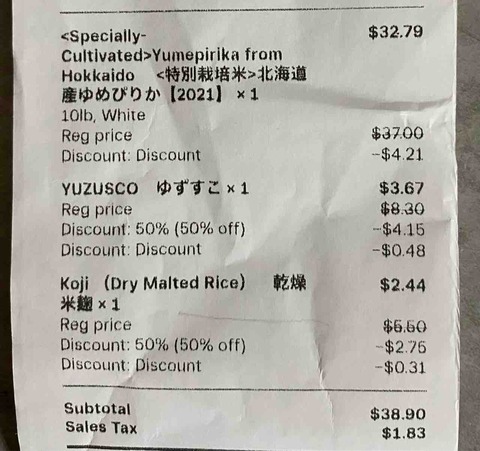 <Specially- $32.79
Cultivated>Yumepirika from
Hokkaido <特別栽培米>北海道
産ゆめぴりか【2021】 × 1
10lb, White
Reg price $37.00
Discount: Discount -$4.21
YUZUSCO ゆずすこ × 1 $3.67
Reg price $8.30
Discount: 50% (50% off) -$4.15
Discount: Discount -$0.48
Koji (Dry Malted Rice) 乾燥 $2.44
米麹 × 1
Reg price $5.50
Discount: 50% (50% off) -$2.75
Discount: Discount -$0.31
Subtotal $38.90
Sales Tax $1.83